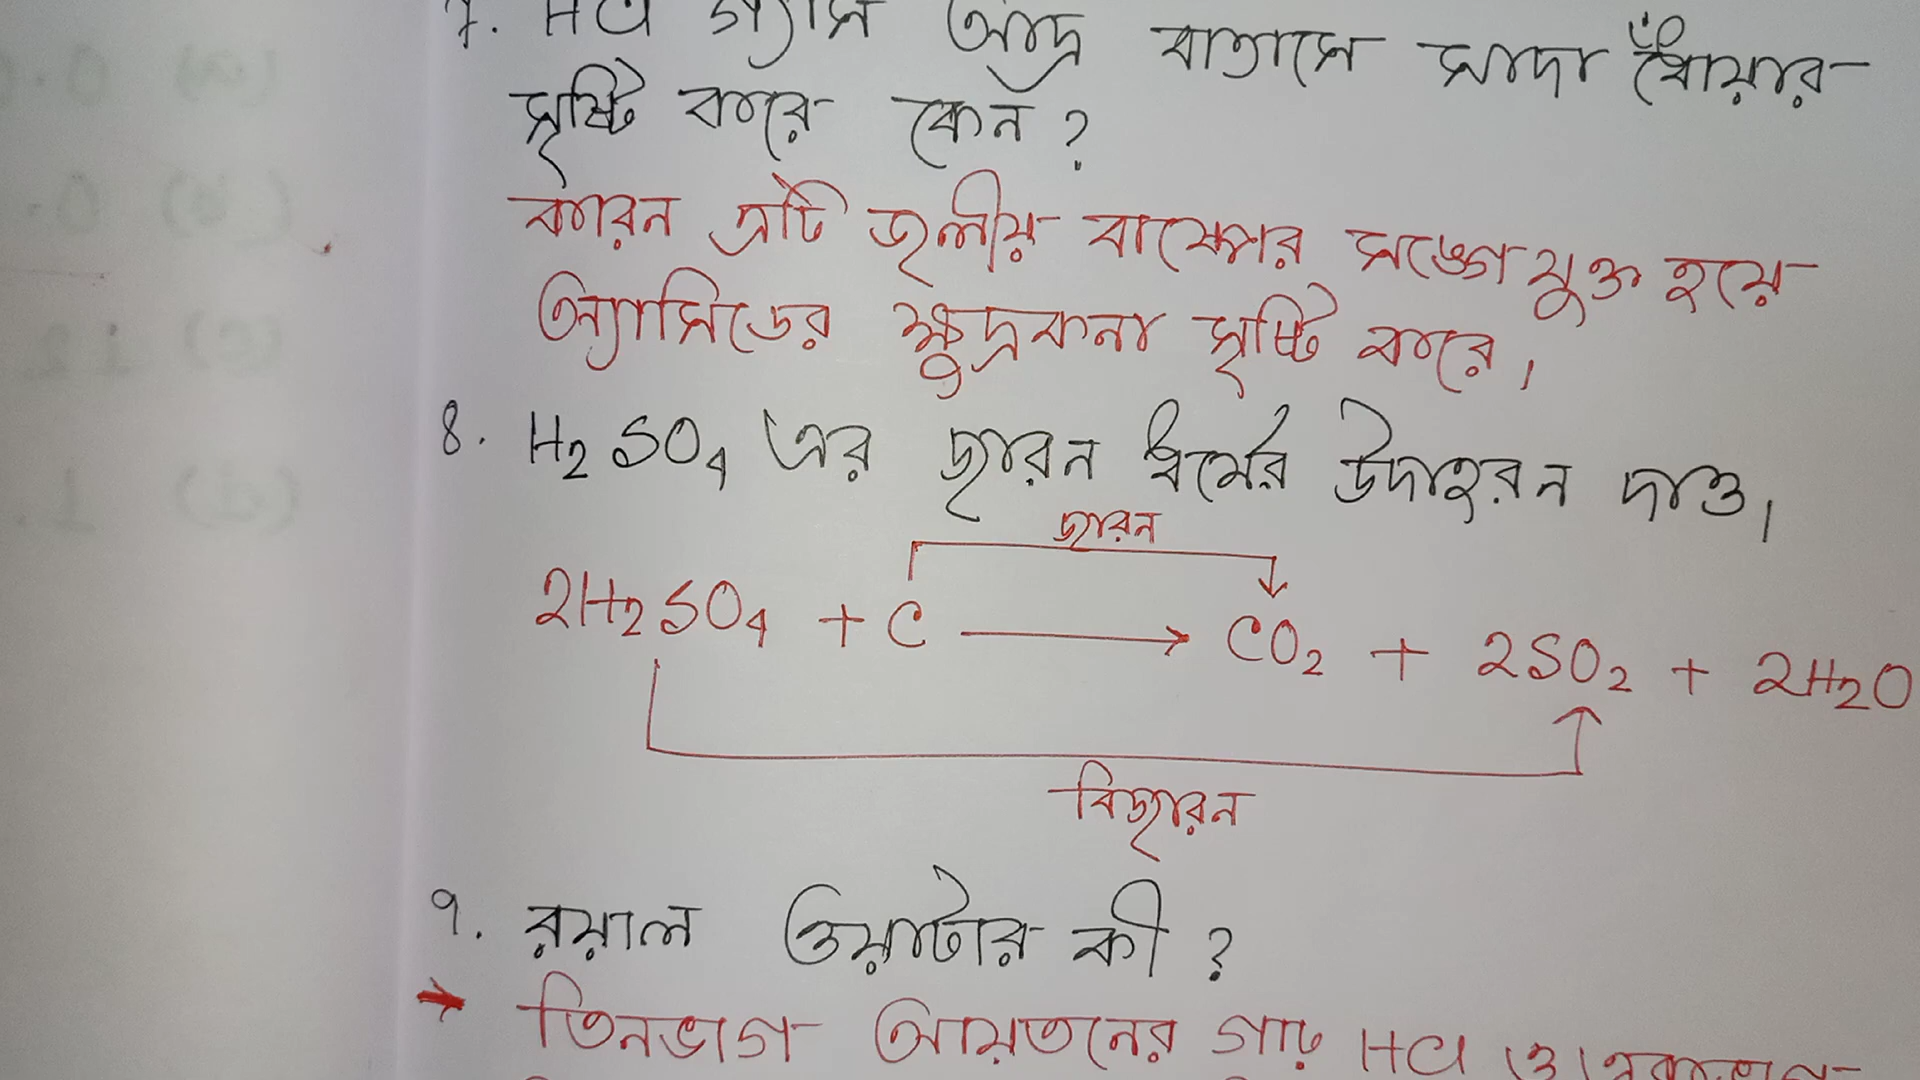 7. HCl গ্যাস আর্দ্র বাতাসে সাদা ধোঁয়ার
সৃষ্টি করে কেন ?
কারন এটি জলীয় বাষ্পের সঙ্গে যুক্ত হয়ে
অ্যাসিডের ক্ষুদ্রকনা সৃষ্টি করে।
8. H₂SO₄ এর জারন ধর্মের উদাহরন দাও।
জারন
2H₂SO₄ + C → CO₂ + 2SO₂ + 2H₂O
বিজারন
9. রয়াল ওয়াটার কী ?
→ তিনভাগ আয়তনের গাঢ় HCl ও